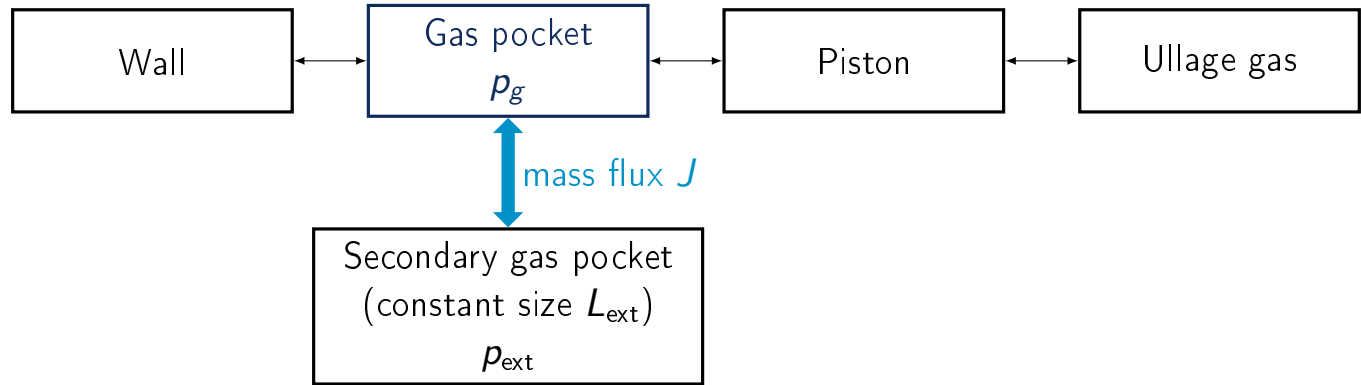 Wall
Gas pocket
p_g
Piston
Ullage gas
mass flux J
Secondary gas pocket
(constant size L_ext)
p_ext